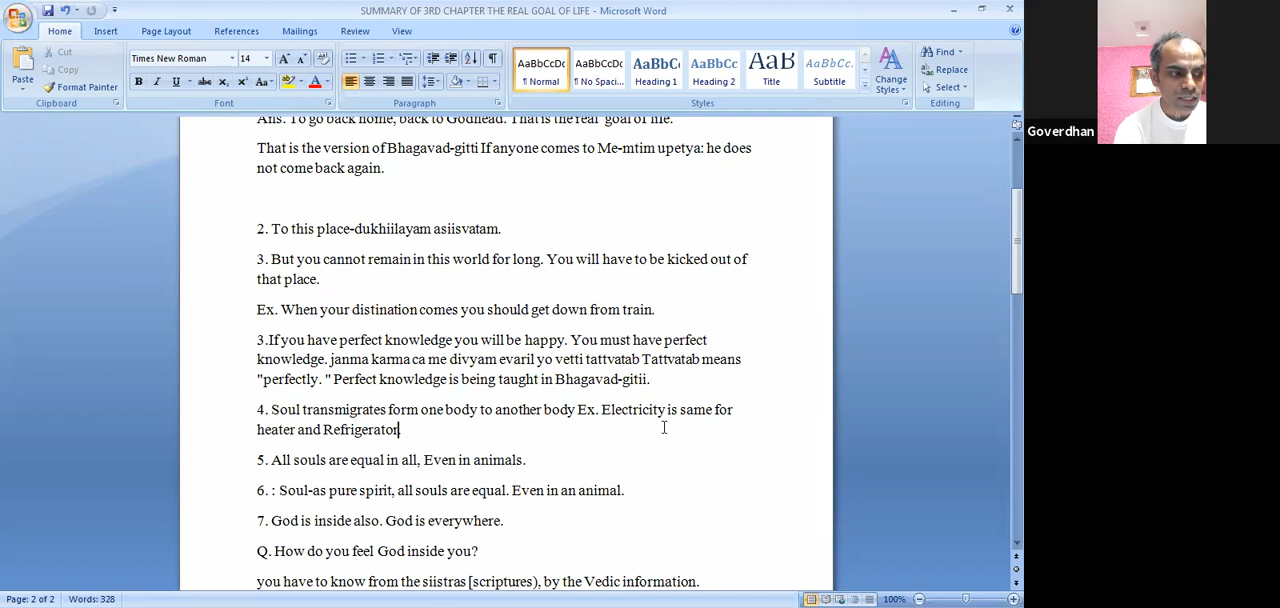 SUMMARY OF 3RD CHAPTER THE REAL GOAL OF LIFE - Microsoft Word
Home Insert Page Layout References Mailings Review View
Cut
Copy
Format Painter
Paste
Clipboard
Times New Roman 14
Font
Paragraph
AaBbCcDc AaBbCcDc AaBbCc AaBbCc AaB AaBbCc.
¶ Normal ¶ No Spaci... Heading 1 Heading 2 Title Subtitle
Change Styles
Styles
Find
Replace
Select
Editing
Goverdhan
Ans. To go back home, back to Godhead. That is the real goal of life.
That is the version of Bhagavad-gitti If anyone comes to Me-mtim upetya: he does
not come back again.
2. To this place-dukhiilayam asiisvatam.
3. But you cannot remain in this world for long. You will have to be kicked out of
that place.
Ex. When your distination comes you should get down from train.
3.If you have perfect knowledge you will be happy. You must have perfect
knowledge. janma karma ca me divyam evaril yo vetti tattvatab Tattvatab means
"perfectly. " Perfect knowledge is being taught in Bhagavad-gitii.
4. Soul transmigrates form one body to another body Ex. Electricity is same for
heater and Refrigerator.
5. All souls are equal in all, Even in animals.
6. : Soul-as pure spirit, all souls are equal. Even in an animal.
7. God is inside also. God is everywhere.
Q. How do you feel God inside you?
you have to know from the siistras [scriptures), by the Vedic information.
Page: 2 of 2 Words: 328 100%